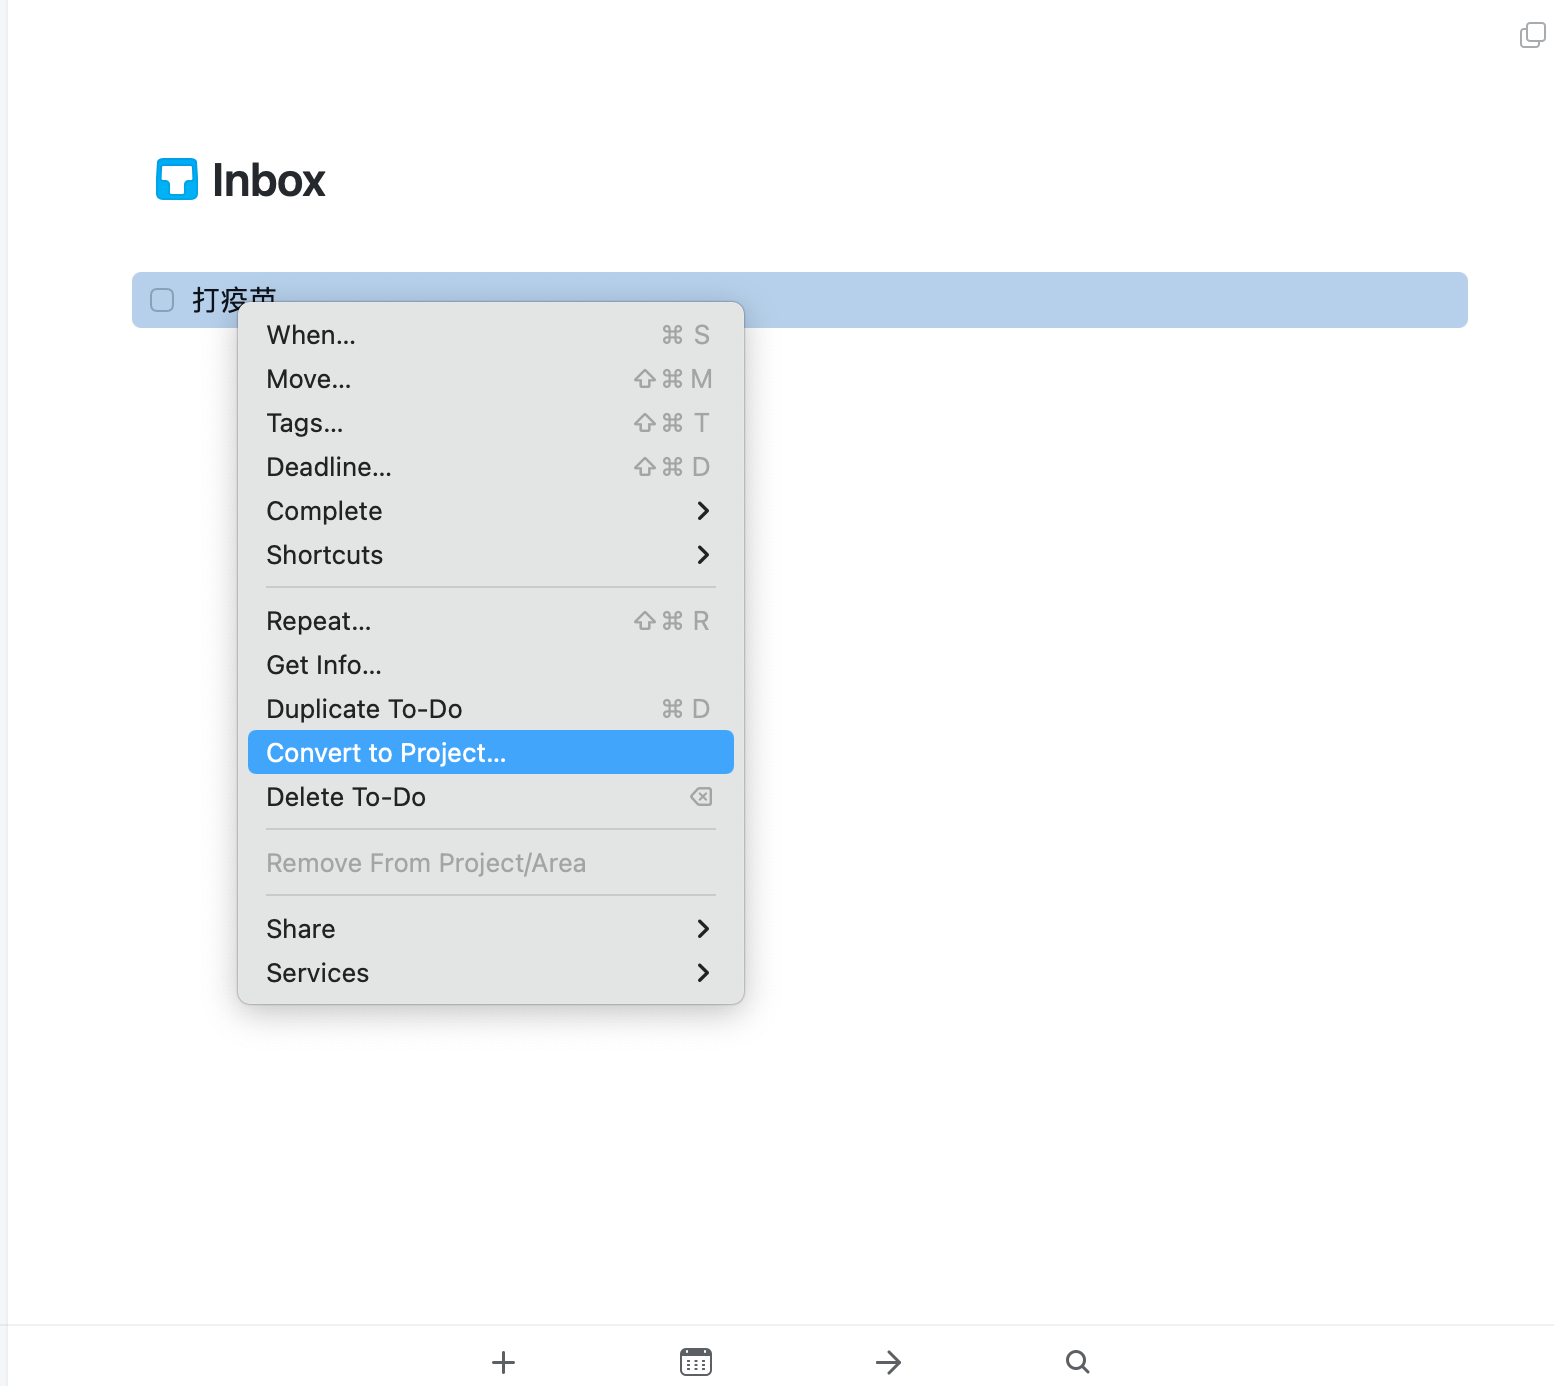 Inbox
打疫苗
When... ⌘ S
Move... ⇧ ⌘ M
Tags... ⇧ ⌘ T
Deadline... ⇧ ⌘ D
Complete
Shortcuts
Repeat... ⇧ ⌘ R
Get Info...
Duplicate To-Do ⌘ D
Convert to Project...
Delete To-Do ⌫
Remove From Project/Area
Share
Services